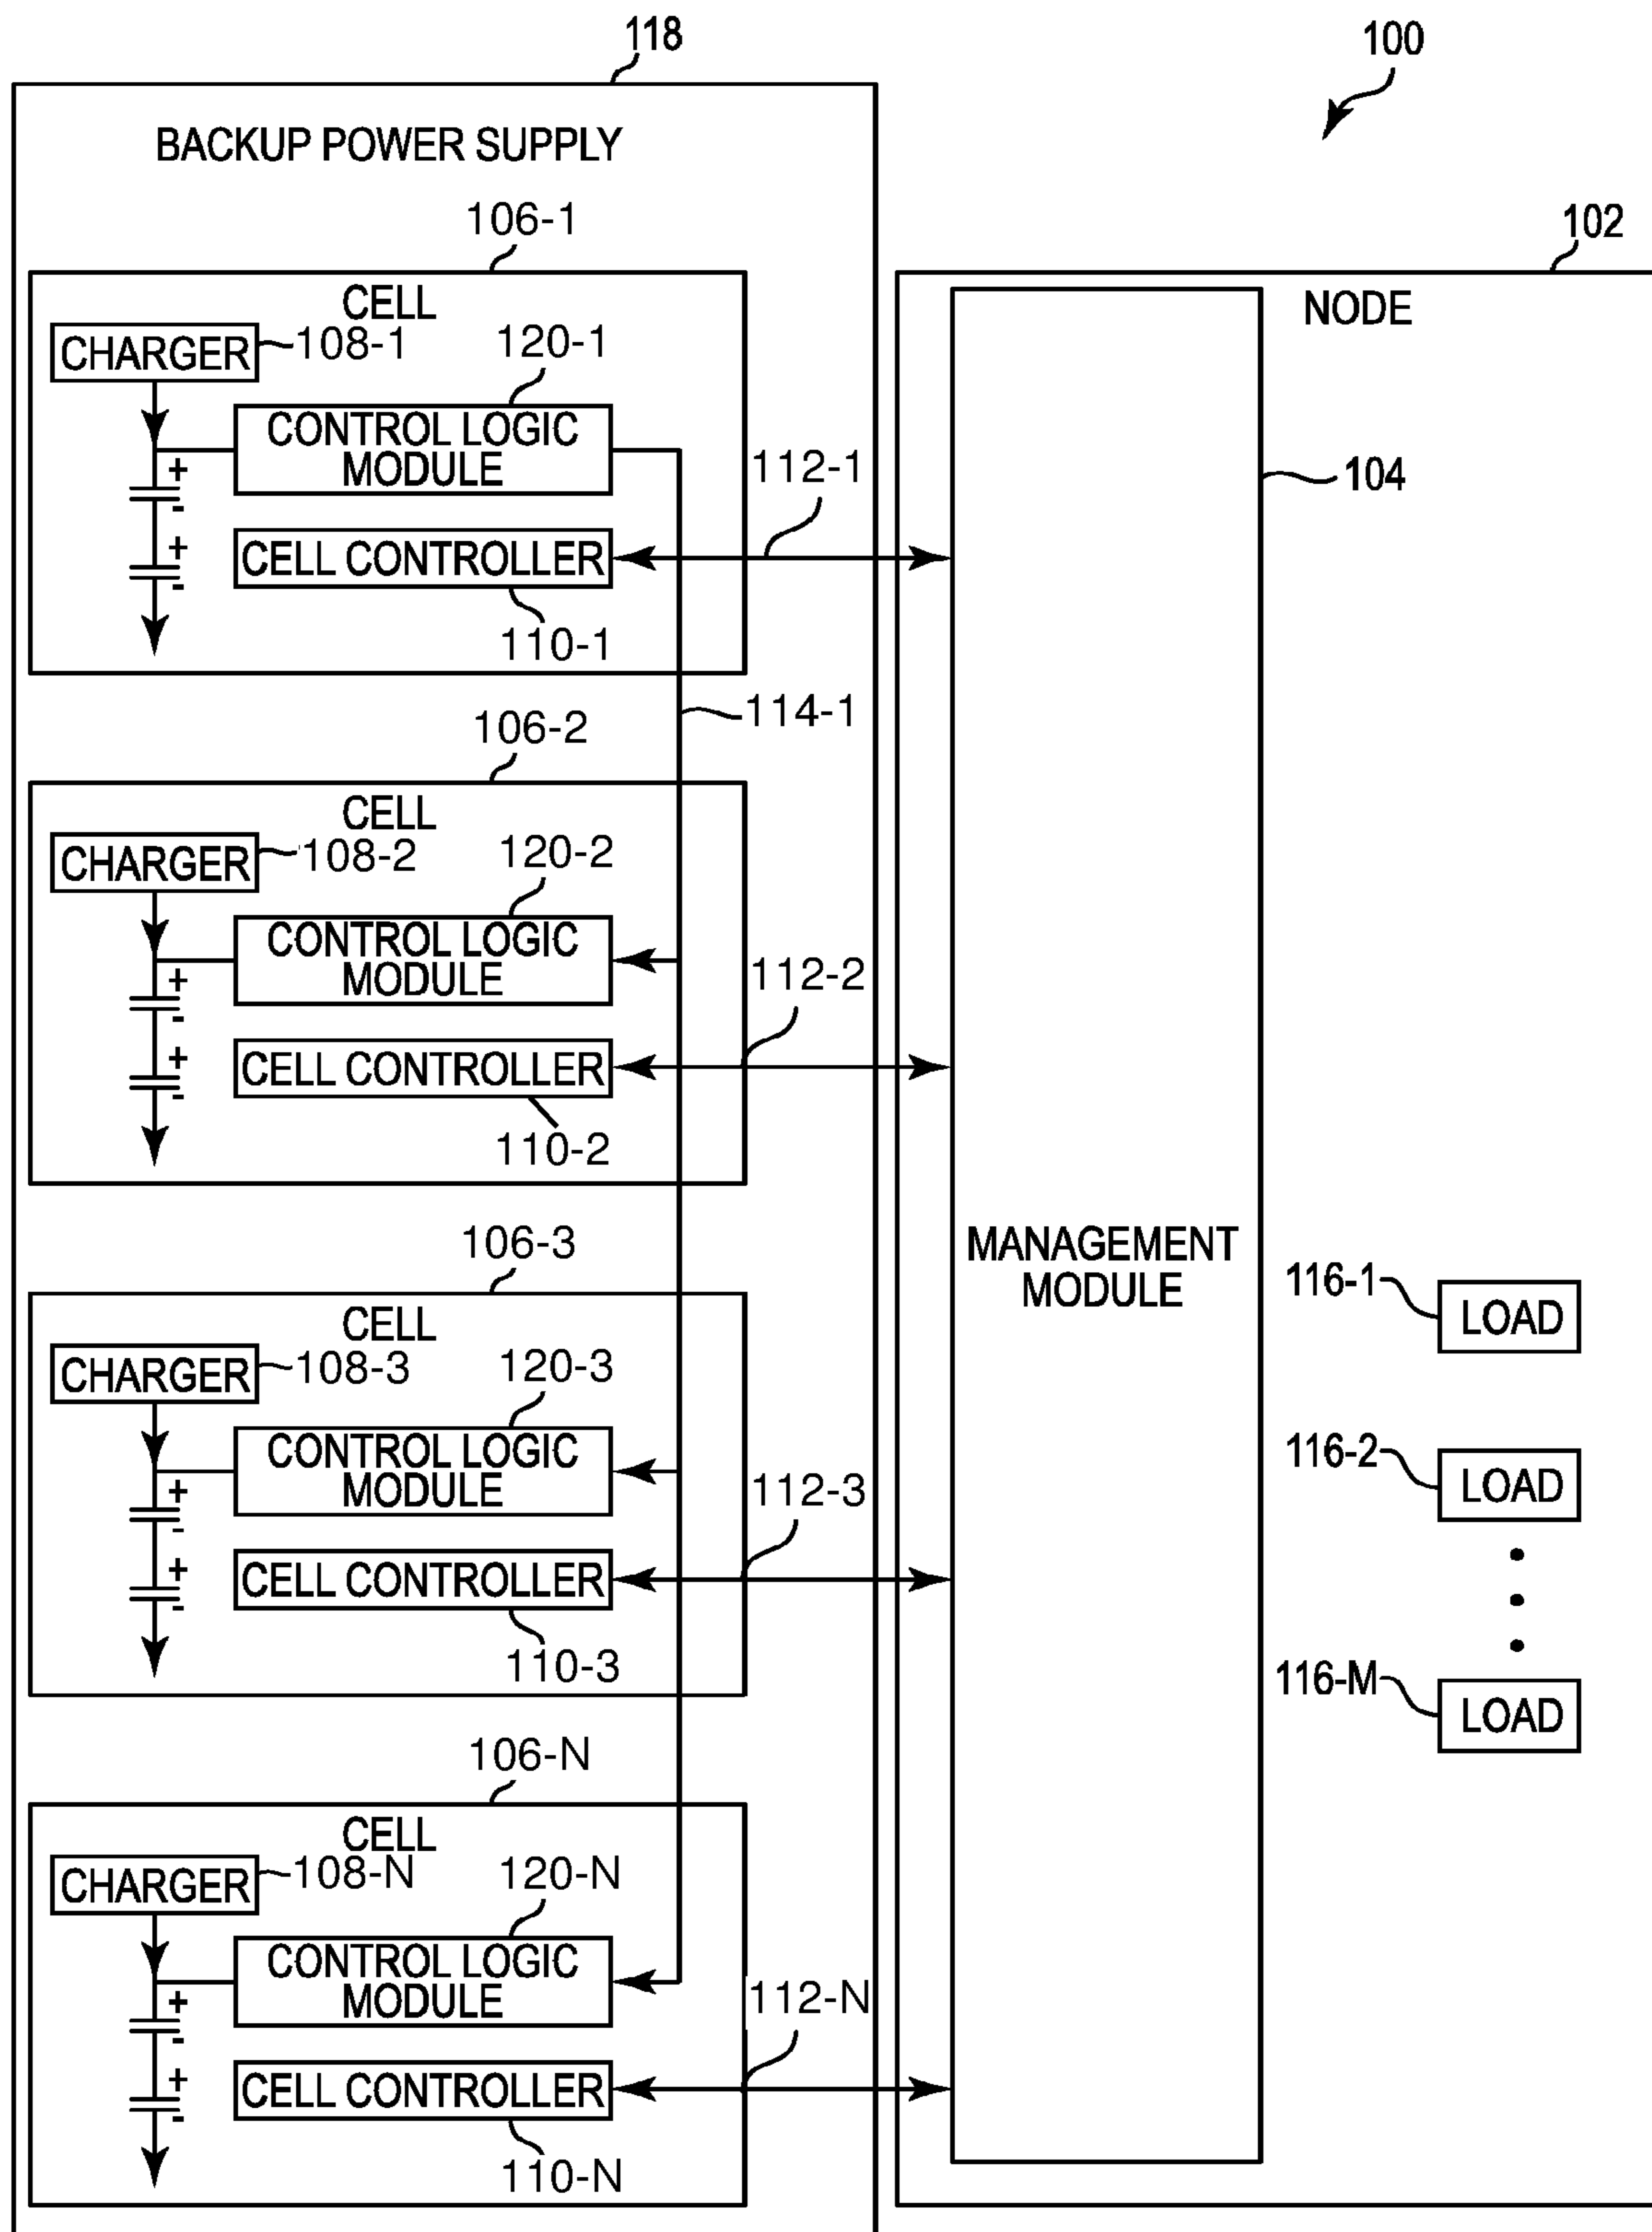 118
100
BACKUP POWER SUPPLY
102
106-1
NODE
CELL
CHARGER
108-1
120-1
CONTROL LOGIC
MODULE
+
-
+
-
112-1
104
CELL CONTROLLER
110-1
114-1
106-2
CELL
CHARGER
108-2
120-2
CONTROL LOGIC
MODULE
+
-
+
-
112-2
CELL CONTROLLER
110-2
MANAGEMENT
MODULE
106-3
CELL
CHARGER
108-3
120-3
CONTROL LOGIC
MODULE
+
-
+
-
112-3
CELL CONTROLLER
110-3
116-1
LOAD
116-2
LOAD
116-M
LOAD
106-N
CELL
CHARGER
108-N
120-N
CONTROL LOGIC
MODULE
+
-
+
-
112-N
CELL CONTROLLER
110-N